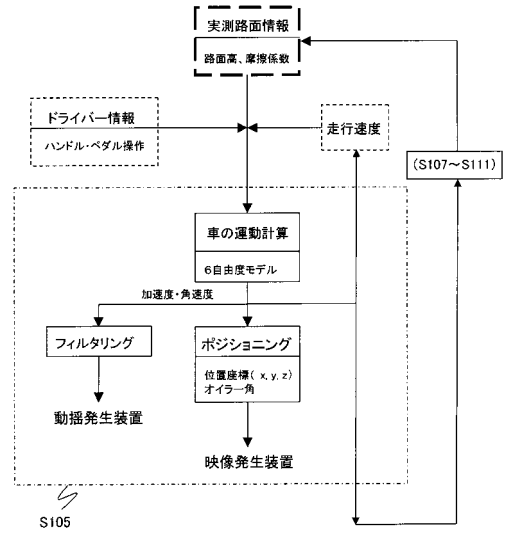 実測路面情報
路面高、摩擦係数
ドライバー情報
ハンドル・ペダル操作
走行速度
(S107～S111)
車の運動計算
6自由度モデル
加速度・角速度
フィルタリング
ポジショニング
位置座標( x, y, z)
オイラー角
動揺発生装置
映像発生装置
S105